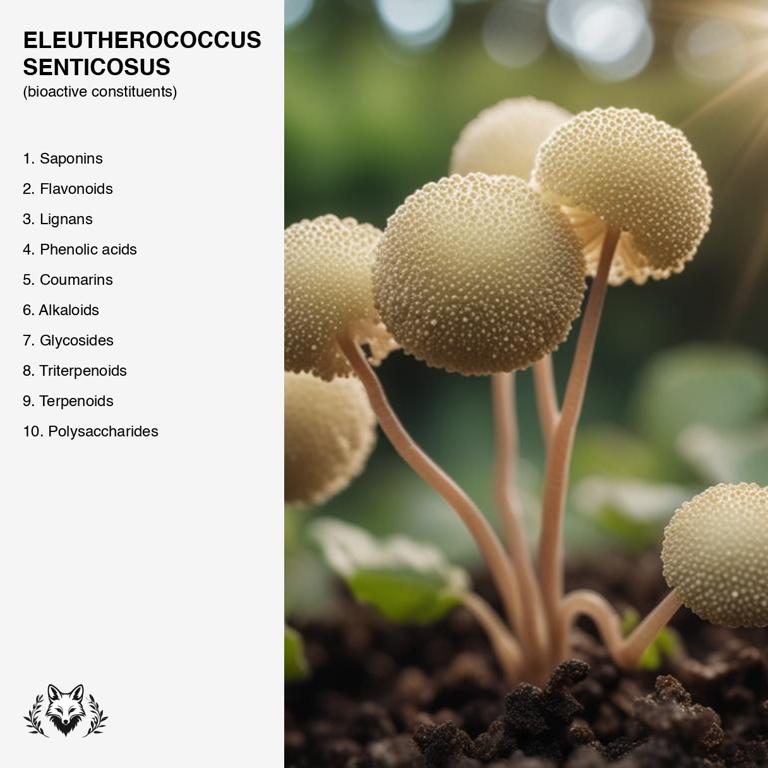 ELEUTHEROCOCCUS
SENTICOSUS
(bioactive constituents)
1. Saponins
2. Flavonoids
3. Lignans
4. Phenolic acids
5. Coumarins
6. Alkaloids
7. Glycosides
8. Triterpenoids
9. Terpenoids
10. Polysaccharides